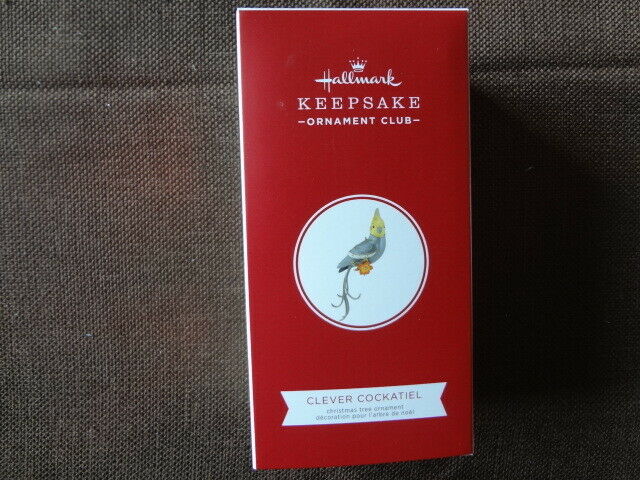 Hallmark
KEEPSAKE
–ORNAMENT CLUB–
CLEVER COCKATIEL
christmas tree ornament
décoration pour l'arbre de noël